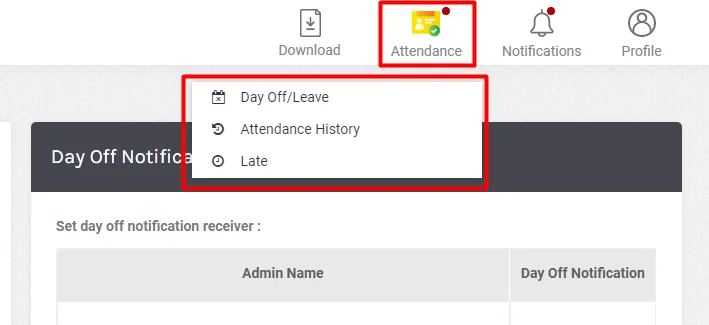 Download
Attendance
Notifications
Profile
Day Off/Leave
Attendance History
Late
Day Off Notifica
Set day off notification receiver :
Admin Name
Day Off Notification